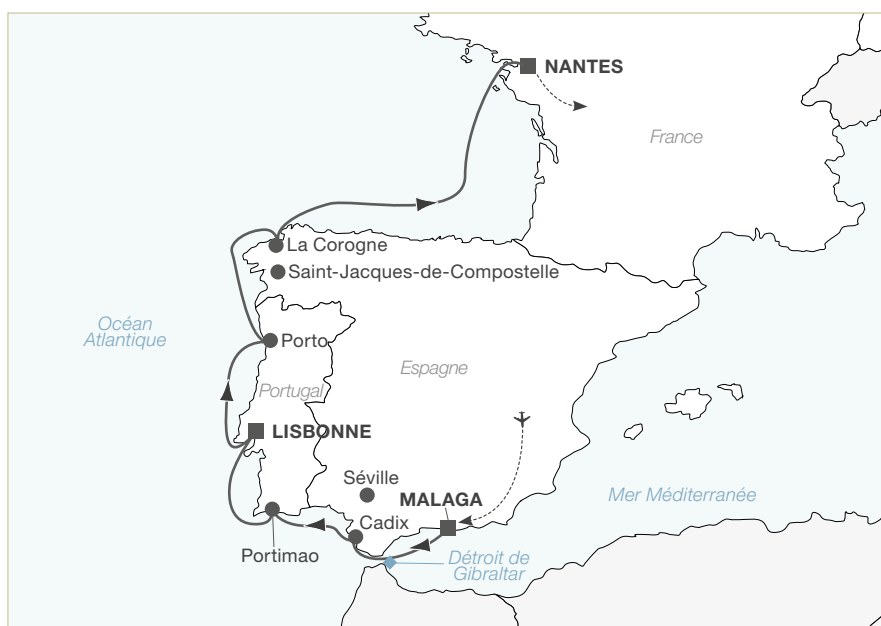 NANTES
France
La Corogne
Saint-Jacques-de-Compostelle
Océan
Atlantique
Porto
Espagne
Portugal
LISBONNE
Séville
MALAGA
Mer Méditerranée
Cadix
Portimao
Détroit de
Gibraltar